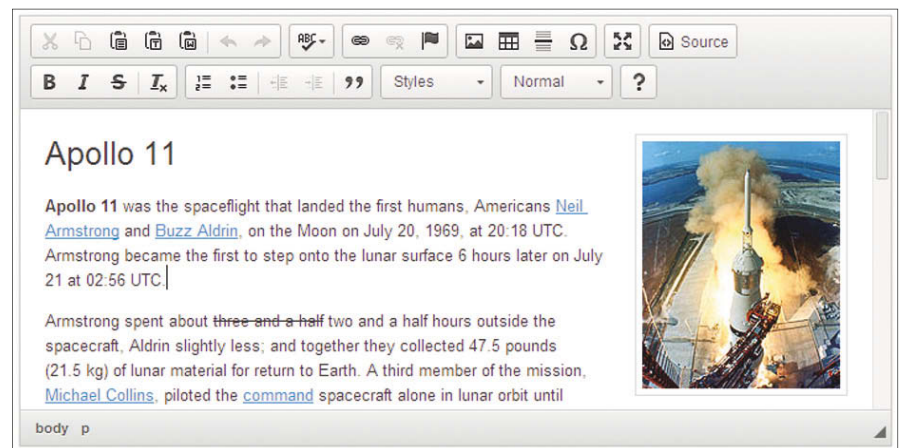 ABC
Source
B I S Ix
Styles Normal ?
Apollo 11
Apollo 11 was the spaceflight that landed the first humans, Americans Neil
Armstrong and Buzz Aldrin, on the Moon on July 20, 1969, at 20:18 UTC.
Armstrong became the first to step onto the lunar surface 6 hours later on July
21 at 02:56 UTC.
Armstrong spent about three and a half two and a half hours outside the
spacecraft, Aldrin slightly less; and together they collected 47.5 pounds
(21.5 kg) of lunar material for return to Earth. A third member of the mission,
Michael Collins, piloted the command spacecraft alone in lunar orbit until
body p